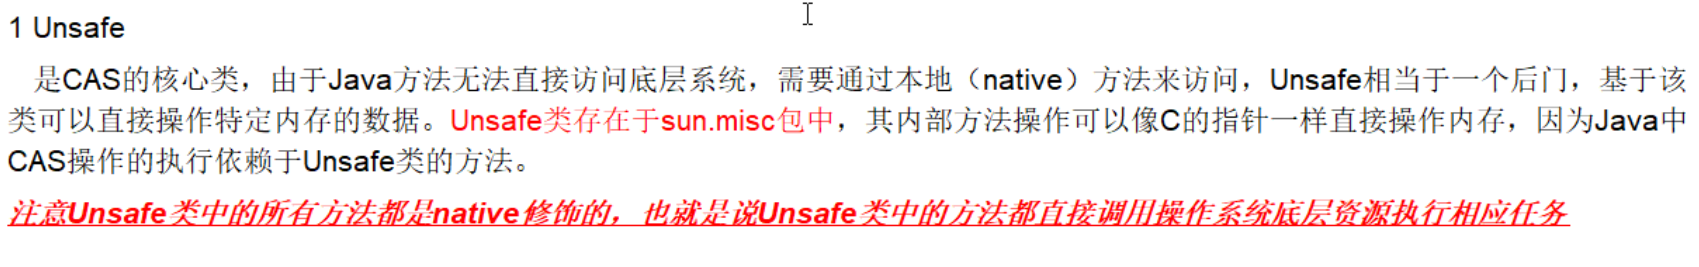 1 Unsafe
是CAS的核心类，由于Java方法无法直接访问底层系统，需要通过本地（native）方法来访问，Unsafe相当于一个后门，基于该
类可以直接操作特定内存的数据。Unsafe类存在于sun.misc包中，其内部方法操作可以像C的指针一样直接操作内存，因为Java中
CAS操作的执行依赖于Unsafe类的方法。
注意Unsafe类中的所有方法都是native修饰的，也就是说Unsafe类中的方法都直接调用操作系统底层资源执行相应任务